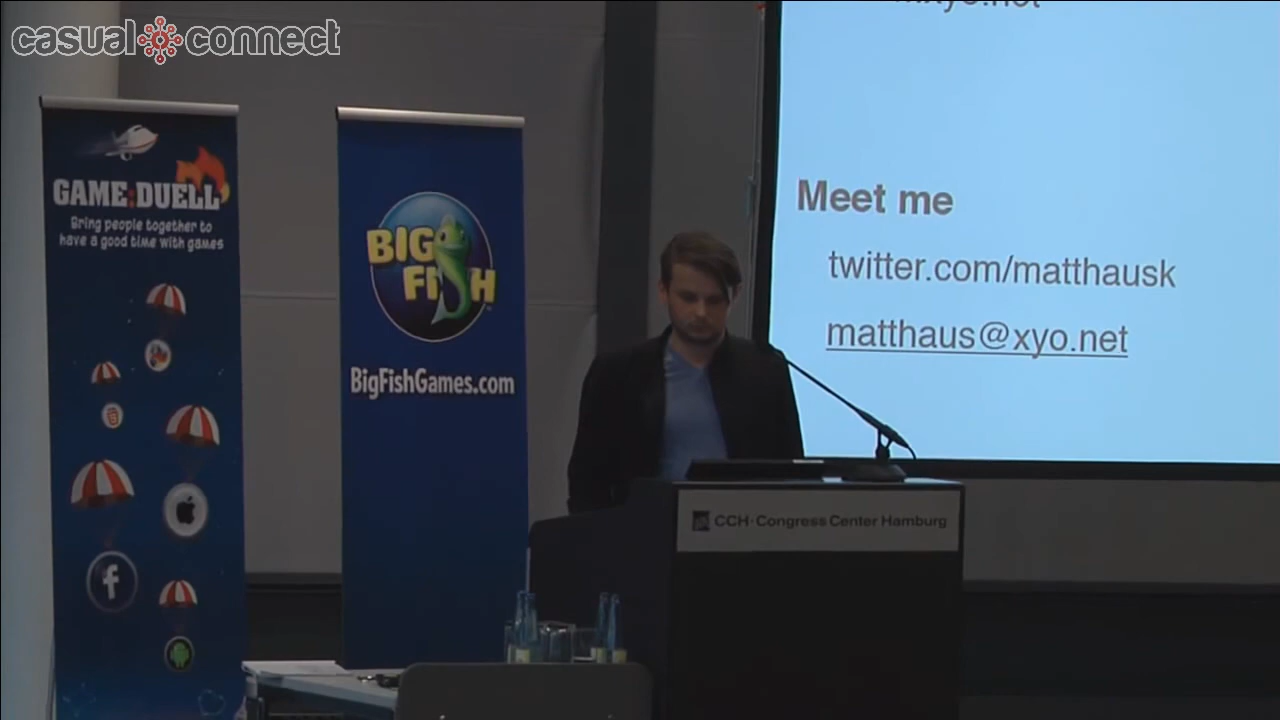 casual connect
GAME:DUELL
Bring people together to
have a good time with games
BIG
FISH
BigFishGames.com
Meet me
twitter.com/matthausk
matthaus@xyo.net
CCH · Congress Center Hamburg